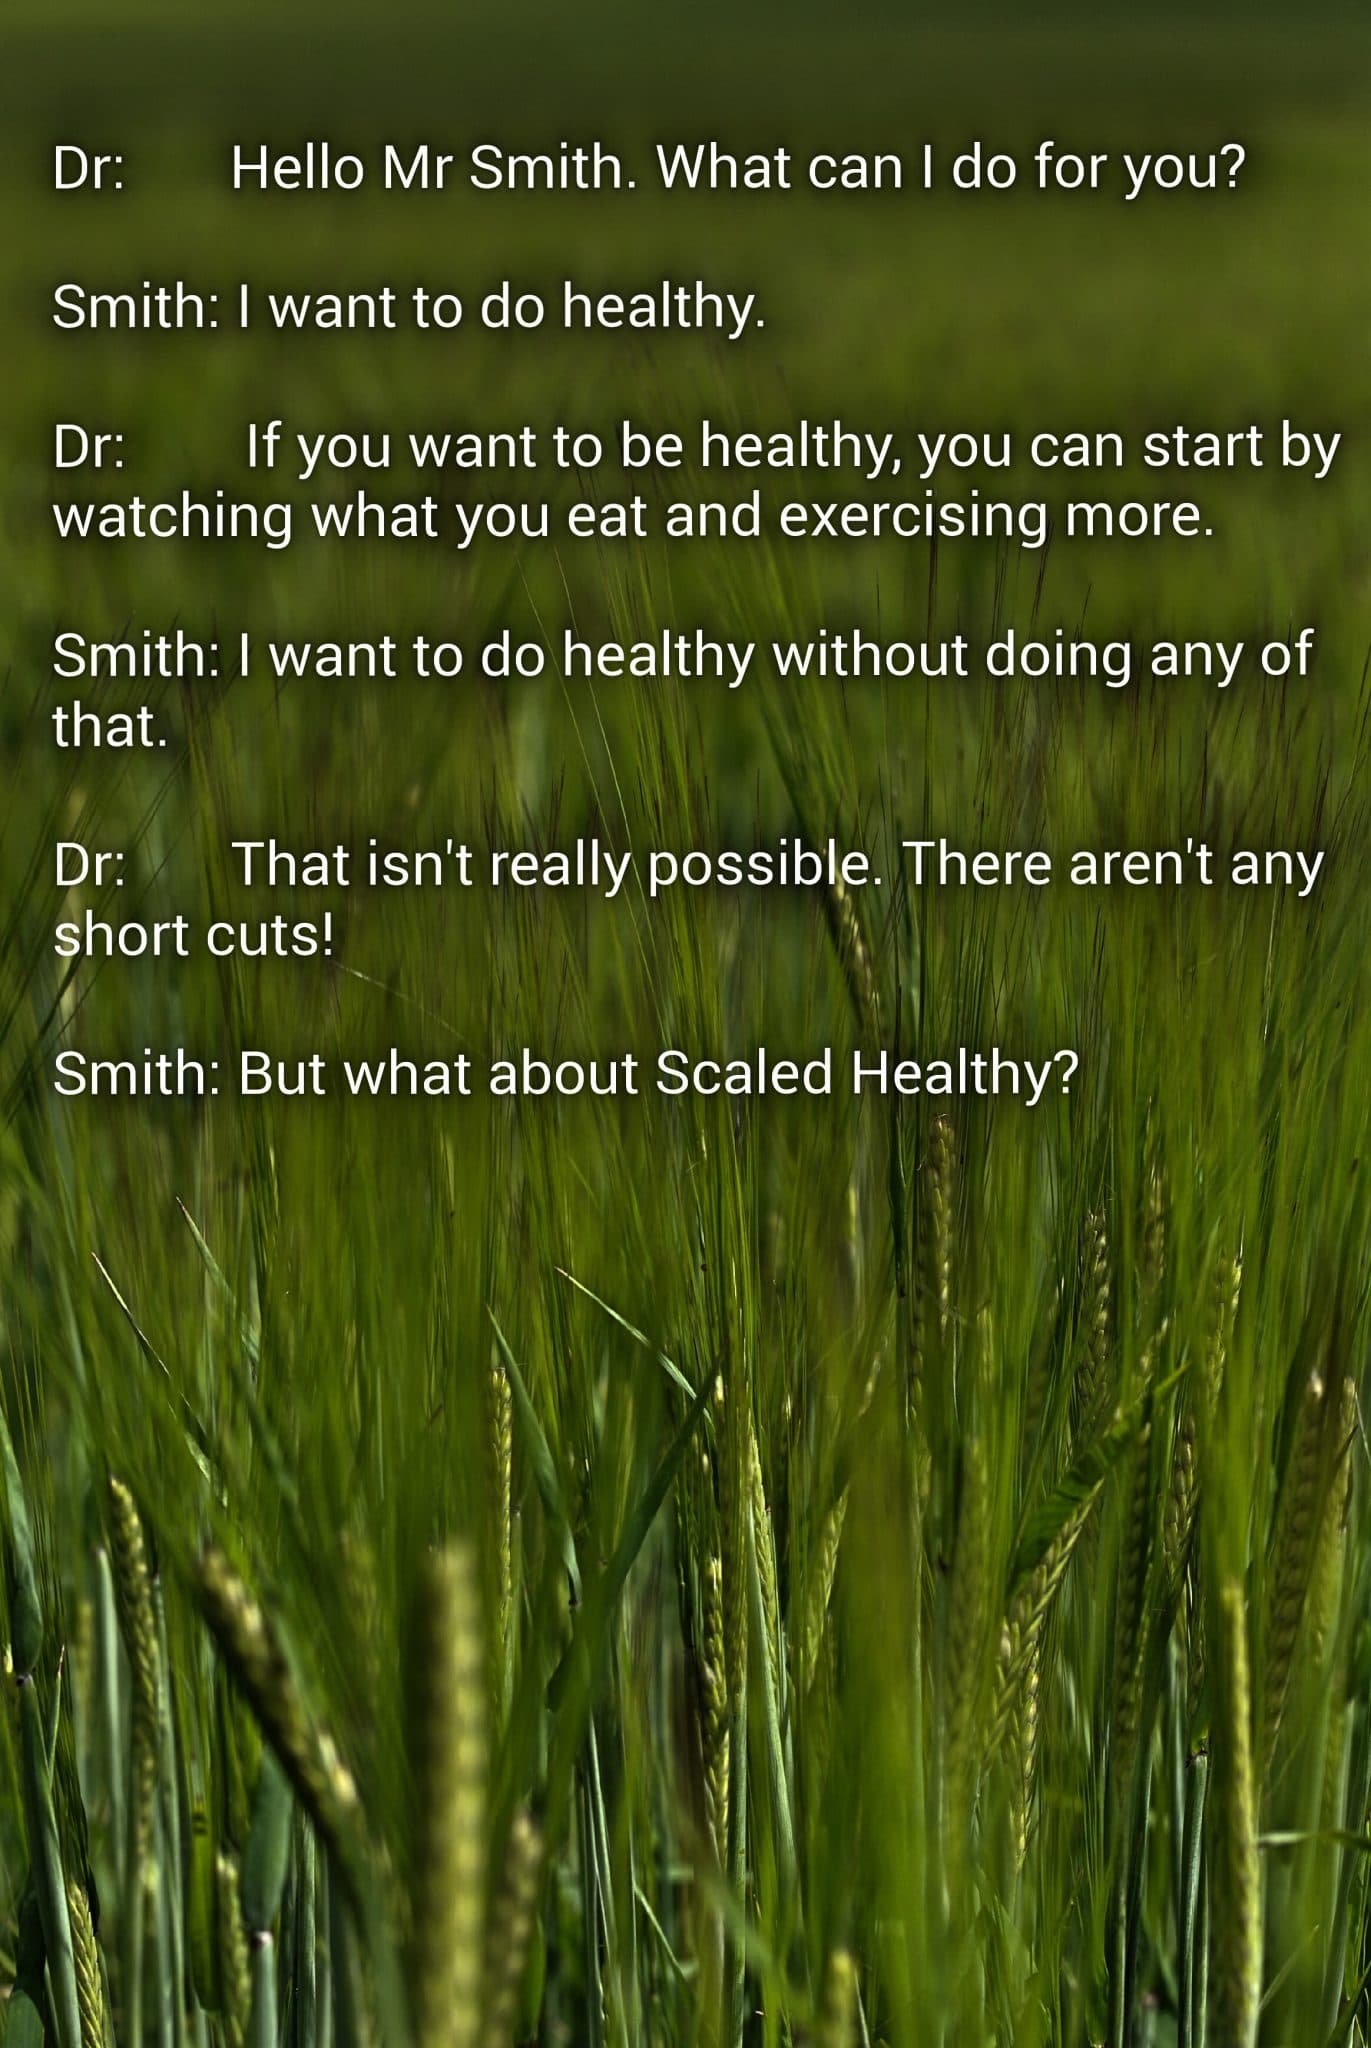 Dr: Hello Mr Smith. What can I do for you?
Smith: I want to do healthy.
Dr: If you want to be healthy, you can start by
watching what you eat and exercising more.
Smith: I want to do healthy without doing any of
that.
Dr: That isn't really possible. There aren't any
short cuts!
Smith: But what about Scaled Healthy?